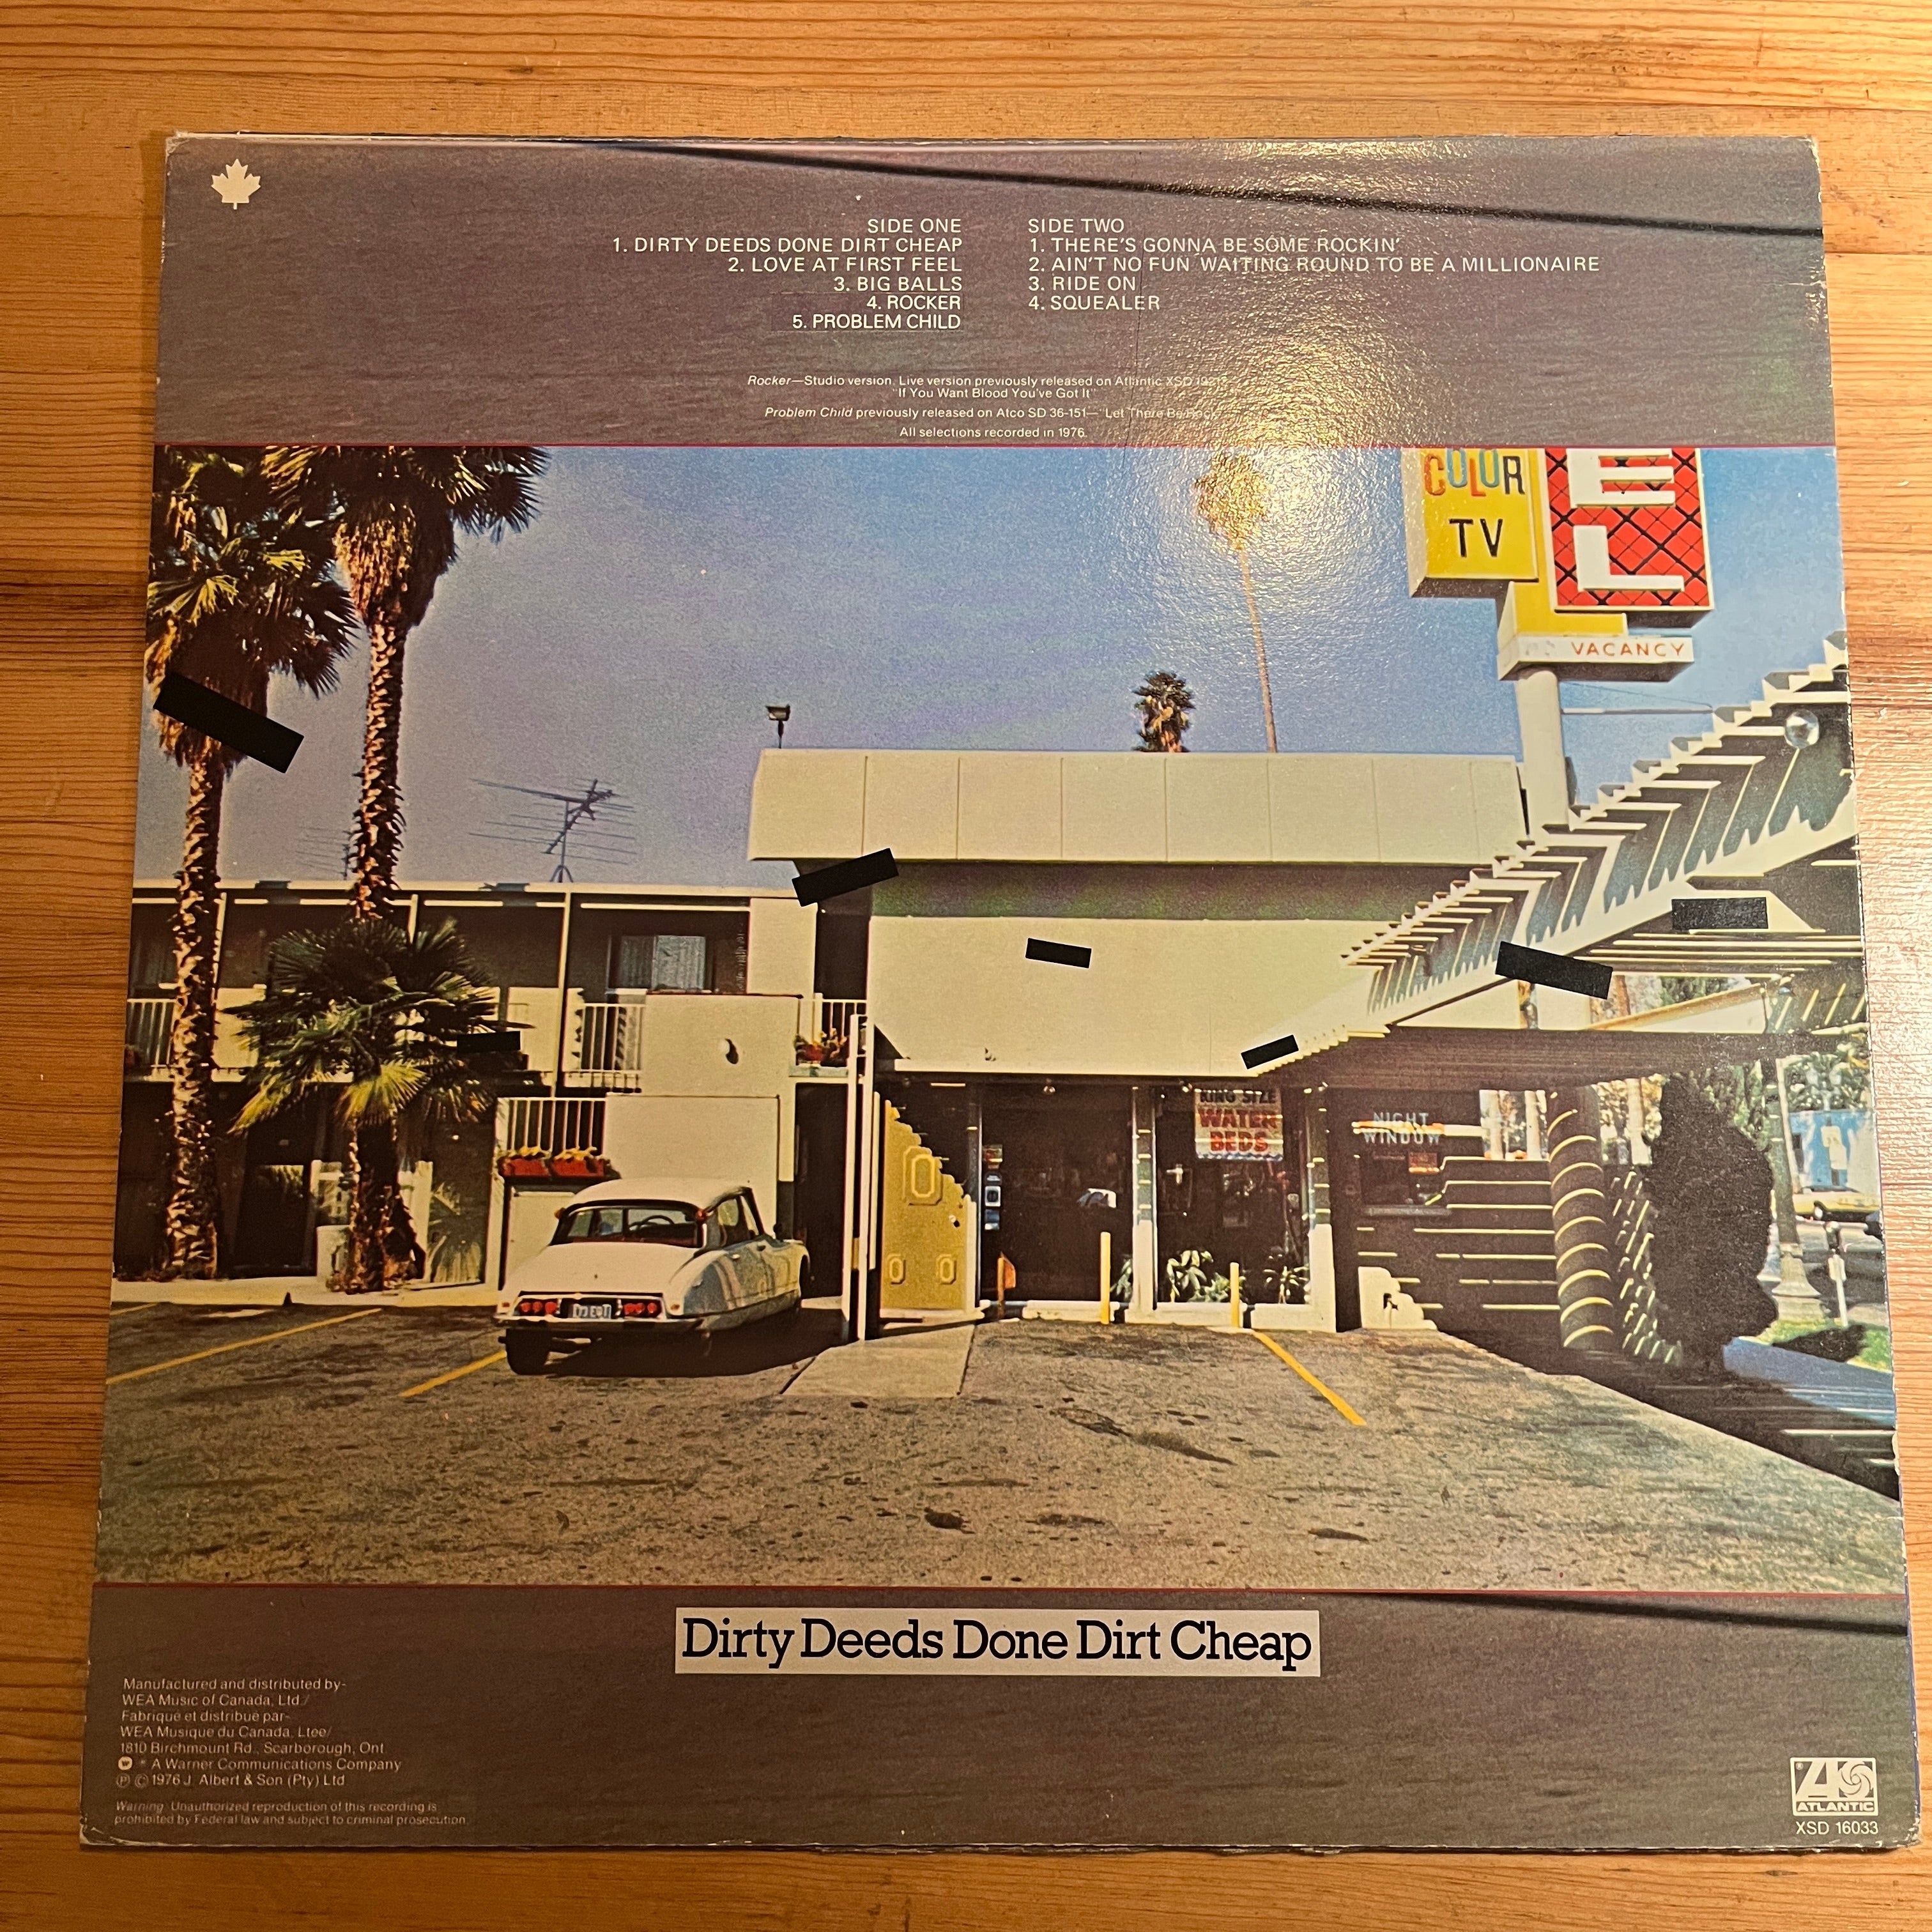 SIDE ONE
1. DIRTY DEEDS DONE DIRT CHEAP
2. LOVE AT FIRST FEEL
3. BIG BALLS
4. ROCKER
5. PROBLEM CHILD
SIDE TWO
1. THERE'S GONNA BE SOME ROCKIN'
2. AIN'T NO FUN WAITING ROUND TO BE A MILLIONAIRE
3. RIDE ON
4. SQUEALER
Rocker—Studio version. Live version previously released on Atlantic XSD
"If You Want Blood You've Got It"
Problem Child previously released on Atco SD 36-151—"Let There Be Rock
All selections recorded in 1976.
COLOR
TV
E
L
VACANCY
KING SIZE
WATER
BEDS
NIGHT
WINDOW
Dirty Deeds Done Dirt Cheap
Manufactured and distributed by-
WEA Music of Canada, Ltd./
Fabriqué et distribué par-
WEA Musique du Canada, Ltée/
1810 Birchmount Rd., Scarborough, Ont.
W * A Warner Communications Company
℗ © 1976 J. Albert & Son (Pty) Ltd
Warning: Unauthorized reproduction of this recording is
prohibited by Federal law and subject to criminal prosecution.
ATLANTIC
XSD 16033